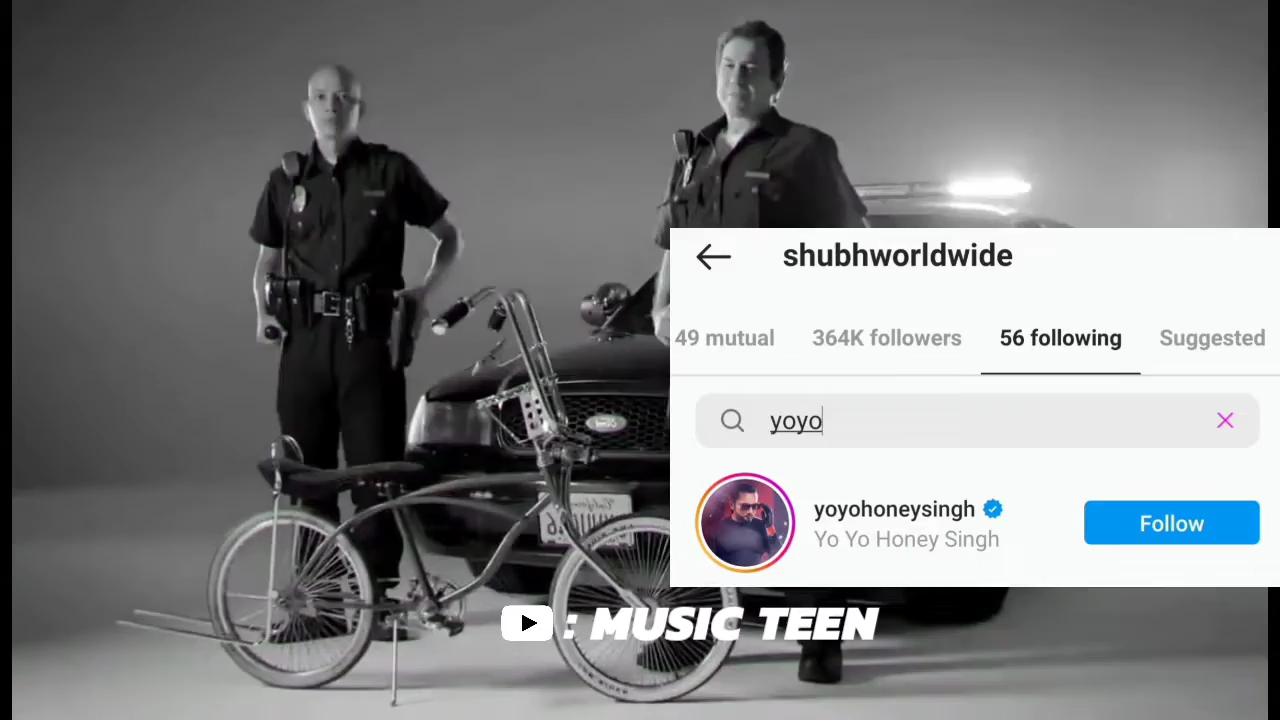 shubhworldwide
49 mutual 364K followers 56 following Suggested
yoyo
yoyohoneysingh
Yo Yo Honey Singh
Follow
: MUSIC TEEN